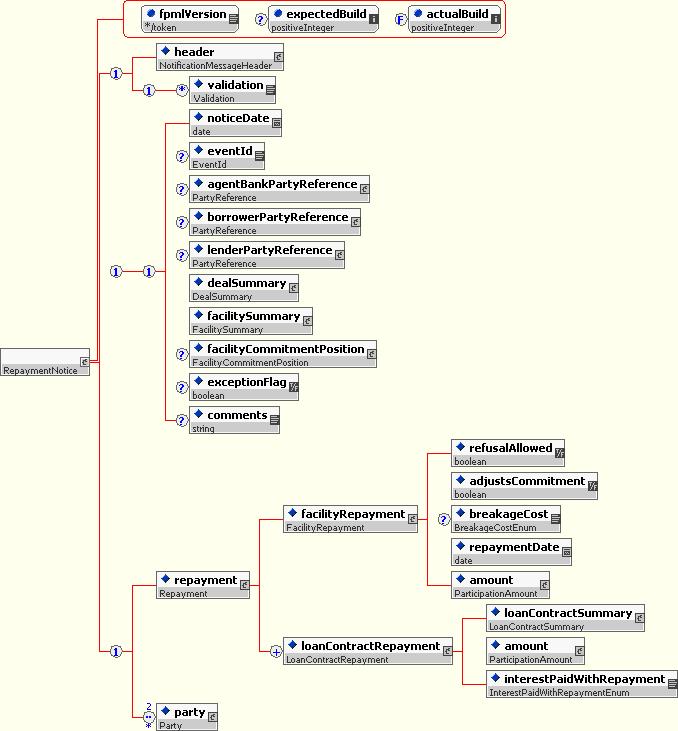 fpmlVersion
*/token
? expectedBuild
positiveInteger
F actualBuild
positiveInteger
header
NotificationMessageHeader
1
1
* validation
Validation
noticeDate
date
? eventId
EventId
? agentBankPartyReference
PartyReference
? borrowerPartyReference
PartyReference
? lenderPartyReference
PartyReference
1
1
dealSummary
DealSummary
facilitySummary
FacilitySummary
? facilityCommitmentPosition
FacilityCommitmentPosition
RepaymentNotice
? exceptionFlag
boolean
? comments
string
refusalAllowed
boolean
adjustsCommitment
boolean
facilityRepayment
FacilityRepayment
? breakageCost
BreakageCostEnum
repaymentDate
date
repayment
Repayment
amount
ParticipationAmount
loanContractSummary
LoanContractSummary
1
+ loanContractRepayment
LoanContractRepayment
amount
ParticipationAmount
interestPaidWithRepayment
InterestPaidWithRepaymentEnum
2
party
*
Party